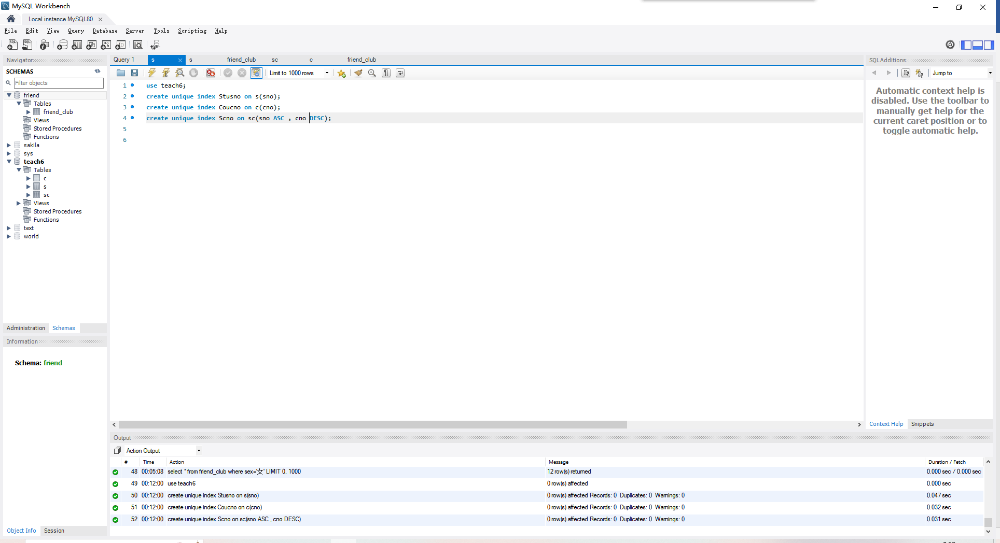 MySQL Workbench
Local instance MySQL80
File Edit View Query Database Server Tools Scripting Help
Navigator
SCHEMAS
Filter objects
friend
Tables
friend_club
Views
Stored Procedures
Functions
sakila
sys
teach6
Tables
c
s
sc
Views
Stored Procedures
Functions
text
world
Administration Schemas
Information
Schema: friend
Object Info Session
Query 1 s s friend_club sc c friend_club
Limit to 1000 rows
1 use teach6;
2 create unique index Stusno on s(sno);
3 create unique index Coucno on c(cno);
4 create unique index Scno on sc(sno ASC , cno DESC);
5
6
SQLAdditions
Jump to
Automatic context help is
disabled. Use the toolbar to
manually get help for the
current caret position or to
toggle automatic help.
Context Help Snippets
Output
Action Output
# Time Action Message Duration / Fetch
48 00:05:08 select * from friend_club where sex='女' LIMIT 0, 1000 12 row(s) returned 0.000 sec / 0.000 sec
49 00:12:00 use teach6 0 row(s) affected 0.000 sec
50 00:12:00 create unique index Stusno on s(sno) 0 row(s) affected Records: 0 Duplicates: 0 Warnings: 0 0.047 sec
51 00:12:00 create unique index Coucno on c(cno) 0 row(s) affected Records: 0 Duplicates: 0 Warnings: 0 0.032 sec
52 00:12:00 create unique index Scno on sc(sno ASC , cno DESC) 0 row(s) affected Records: 0 Duplicates: 0 Warnings: 0 0.031 sec